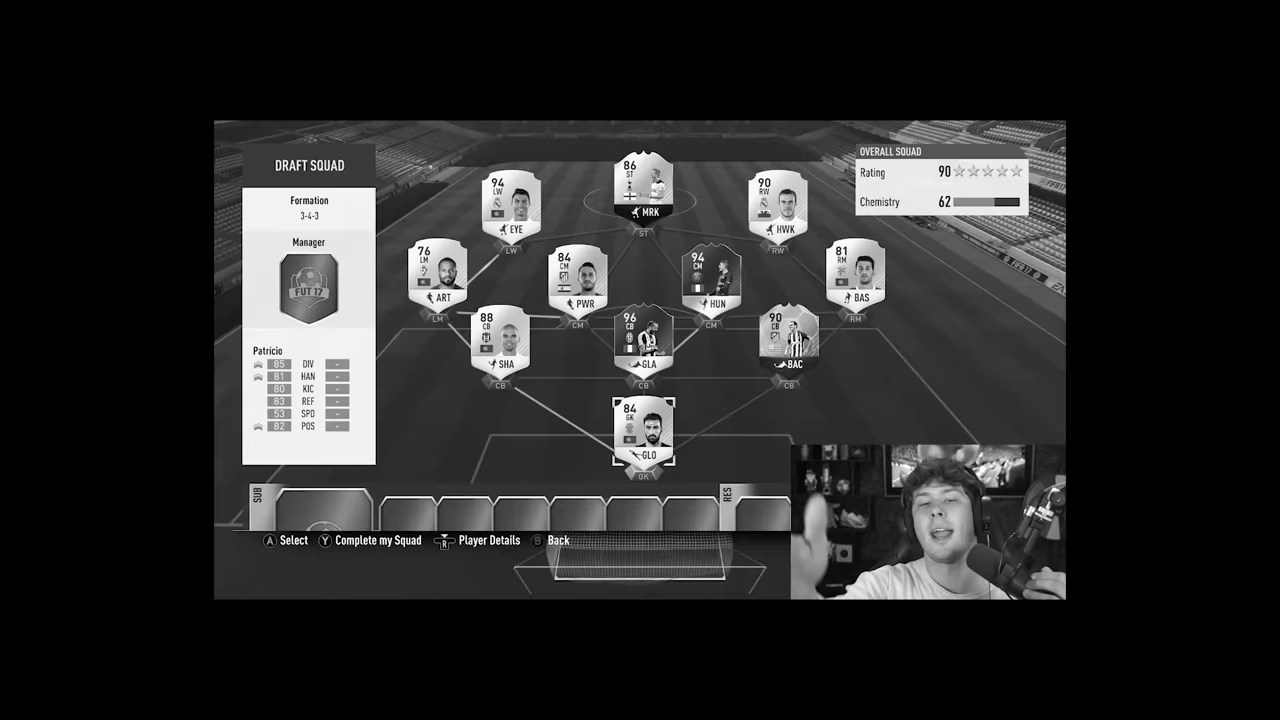 DRAFT SQUAD
Formation
3-4-3
Manager
FUT 17
Patrício
85 DIV -
81 HAN -
80 KIC -
83 REF -
53 SPD -
82 POS -
OVERALL SQUAD
Rating 90
Chemistry 62
86
ST
MRK
ST
94
LW
EYE
LW
90
RW
HWK
RW
76
LM
ART
LM
84
CM
PWR
CM
94
CM
HUN
CM
81
RM
BAS
RM
88
CB
SHA
CB
96
CB
GLA
CB
90
CB
BAC
CB
84
GK
GLO
GK
SUB
RES
A Select Y Complete my Squad R Player Details B Back